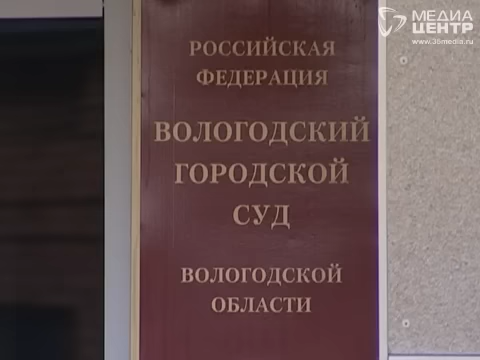 МЕДИА
ЦЕНТР
www.35media.ru
РОССИЙСКАЯ
ФЕДЕРАЦИЯ
ВОЛОГОДСКИЙ
ГОРОДСКОЙ
СУД
ВОЛОГОДСКОЙ
ОБЛАСТИ